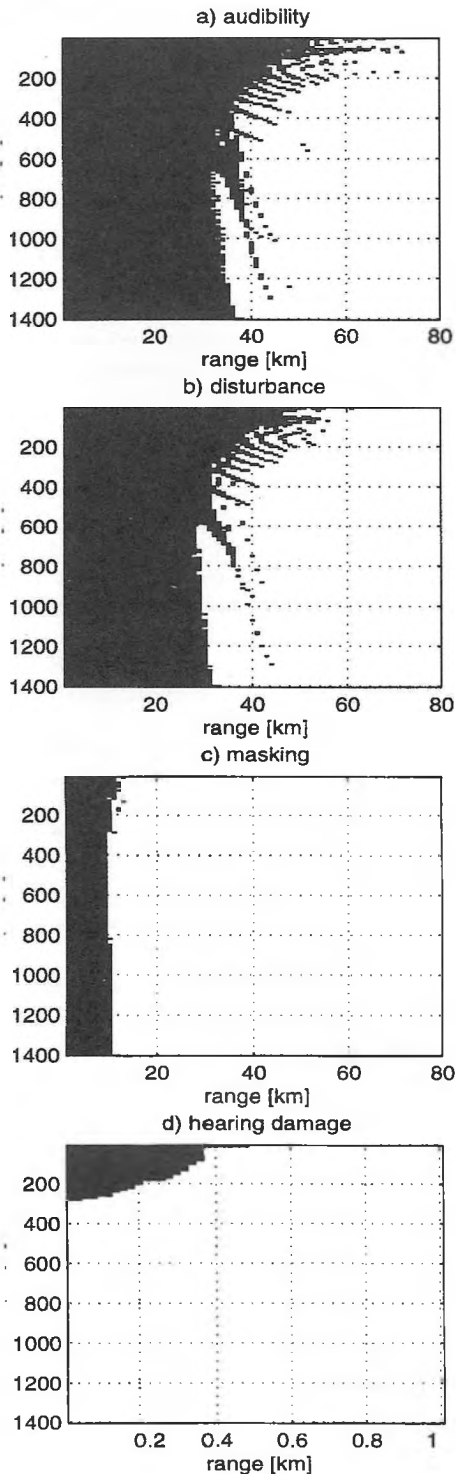 a) audibility
200
400
600
800
1000
1200
1400
20 40 60 80
range [km]
b) disturbance
200
400
600
800
1000
1200
1400
20 40 60 80
range [km]
c) masking
200
400
600
800
1000
1200
1400
20 40 60 80
range [km]
d) hearing damage
200
400
600
800
1000
1200
1400
0.2 0.4 0.6 0.8 1
range [km]